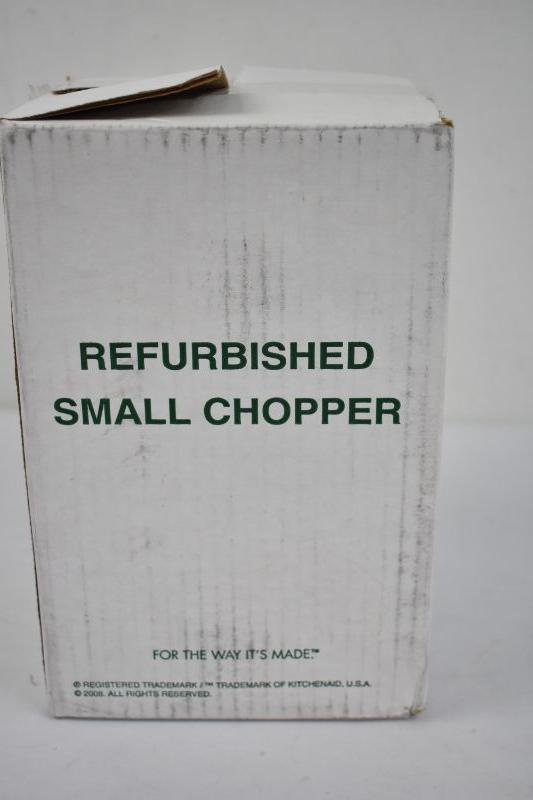 REFURBISHED
SMALL CHOPPER
FOR THE WAY IT'S MADE.™
® REGISTERED TRADEMARK / ™ TRADEMARK OF KITCHENAID, U.S.A.
© 2008. ALL RIGHTS RESERVED.